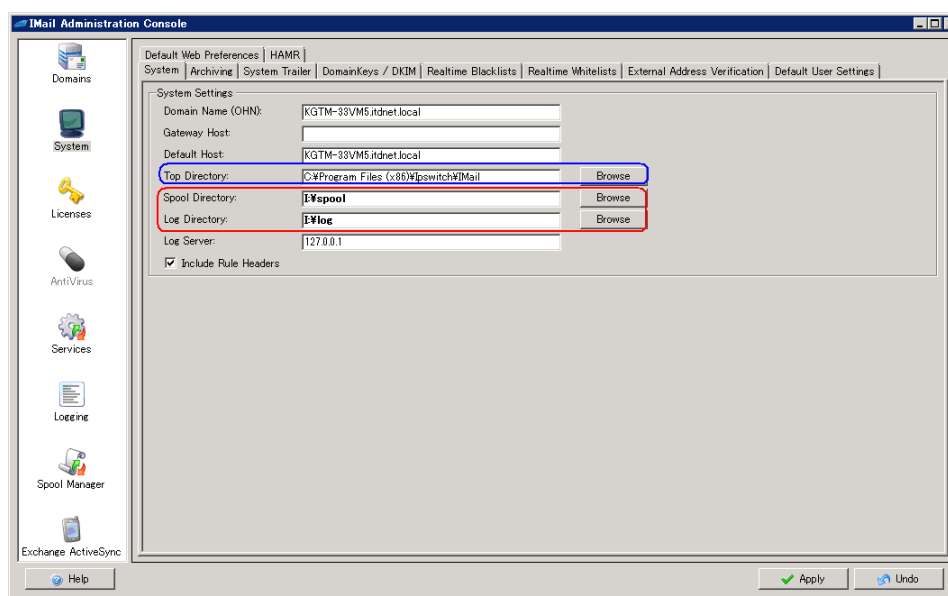 IMail Administration Console
Domains
System
Licenses
AntiVirus
Services
Logging
Spool Manager
Exchange ActiveSync
Default Web Preferences HAMR
System Archiving System Trailer DomainKeys / DKIM Realtime Blacklists Realtime Whitelists External Address Verification Default User Settings
System Settings
Domain Name (OHN): KGTM-33VM5.itdnet.local
Gateway Host:
Default Host: KGTM-33VM5.itdnet.local
Top Directory: C:¥Program Files (x86)¥Ipswitch¥IMail Browse
Spool Directory: I:¥spool Browse
Log Directory: I:¥log Browse
Log Server: 127.0.0.1
Include Rule Headers
Help Apply Undo